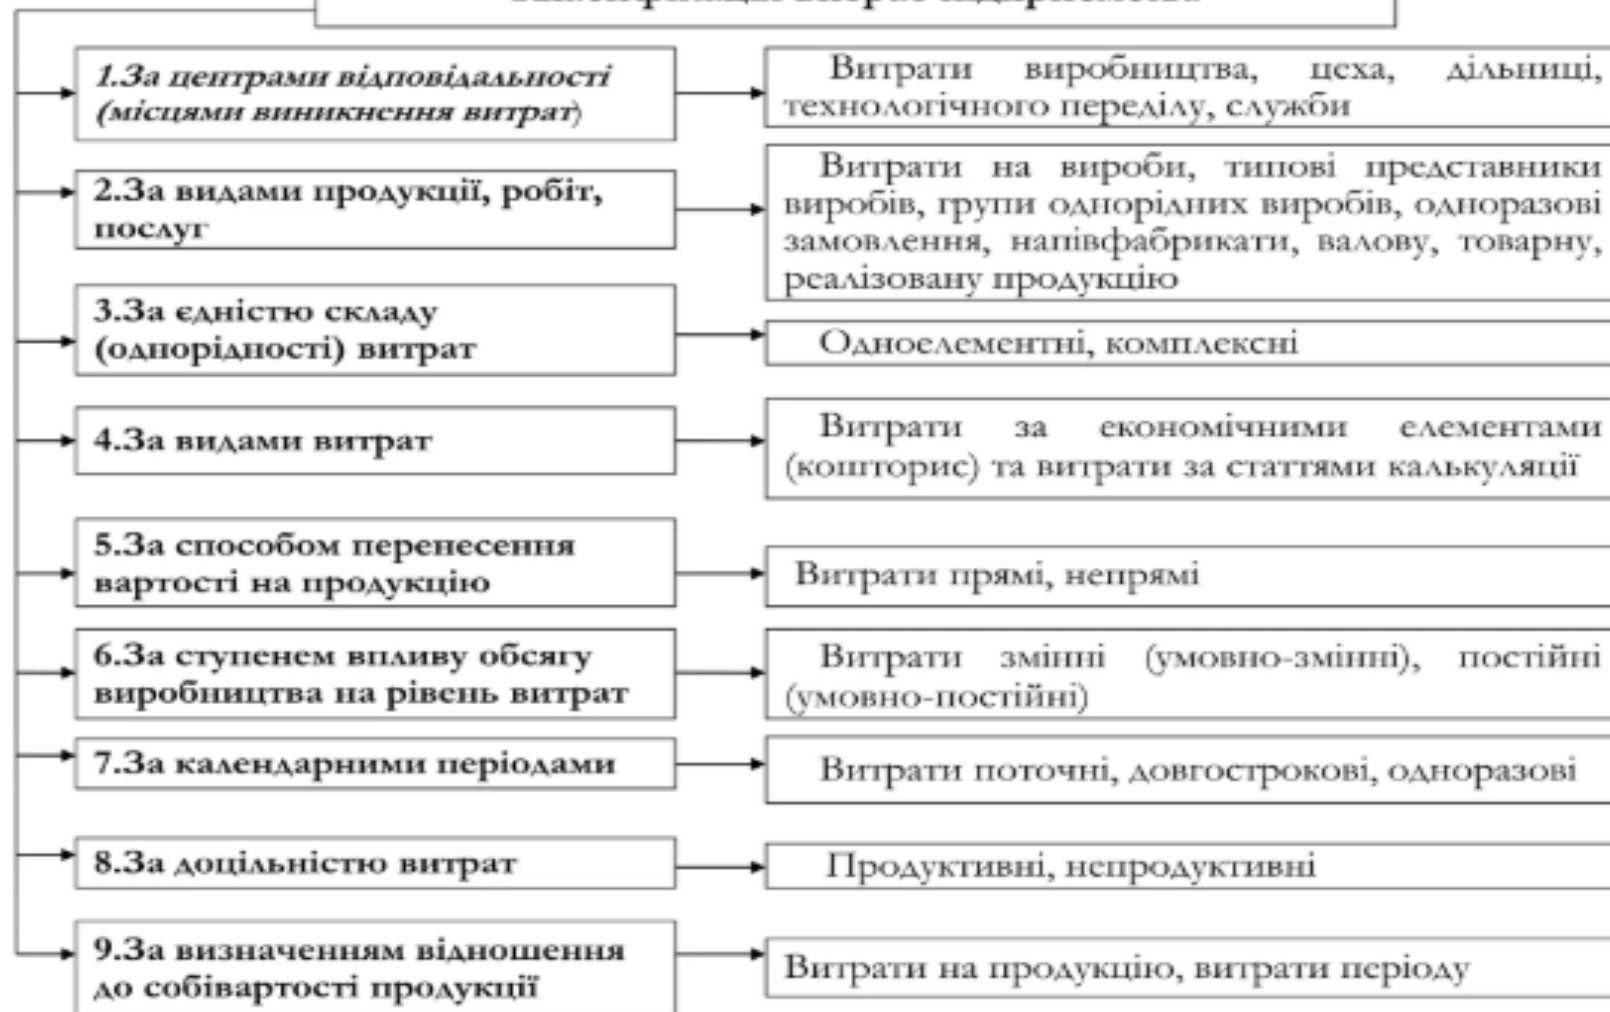 1.За центрами відповідальності
(місцями виникнення витрат)
Витрати виробництва, цеха, дільниці,
технологічного переділу, служби
2.За видами продукції, робіт,
послуг
Витрати на вироби, типові представники
виробів, групи однорідних виробів, одноразові
замовлення, напівфабрикати, валову, товарну,
реалізовану продукцію
3.За єдністю складу
(однорідності) витрат
Одноелементні, комплексні
4.За видами витрат
Витрати за економічними елементами
(кошторис) та витрати за статтями калькуляції
5.За способом перенесення
вартості на продукцію
Витрати прямі, непрямі
6.За ступенем впливу обсягу
виробництва на рівень витрат
Витрати змінні (умовно-змінні), постійні
(умовно-постійні)
7.За календарними періодами
Витрати поточні, довгострокові, одноразові
8.За доцільністю витрат
Продуктивні, непродуктивні
9.За визначенням відношення
до собівартості продукції
Витрати на продукцію, витрати періоду